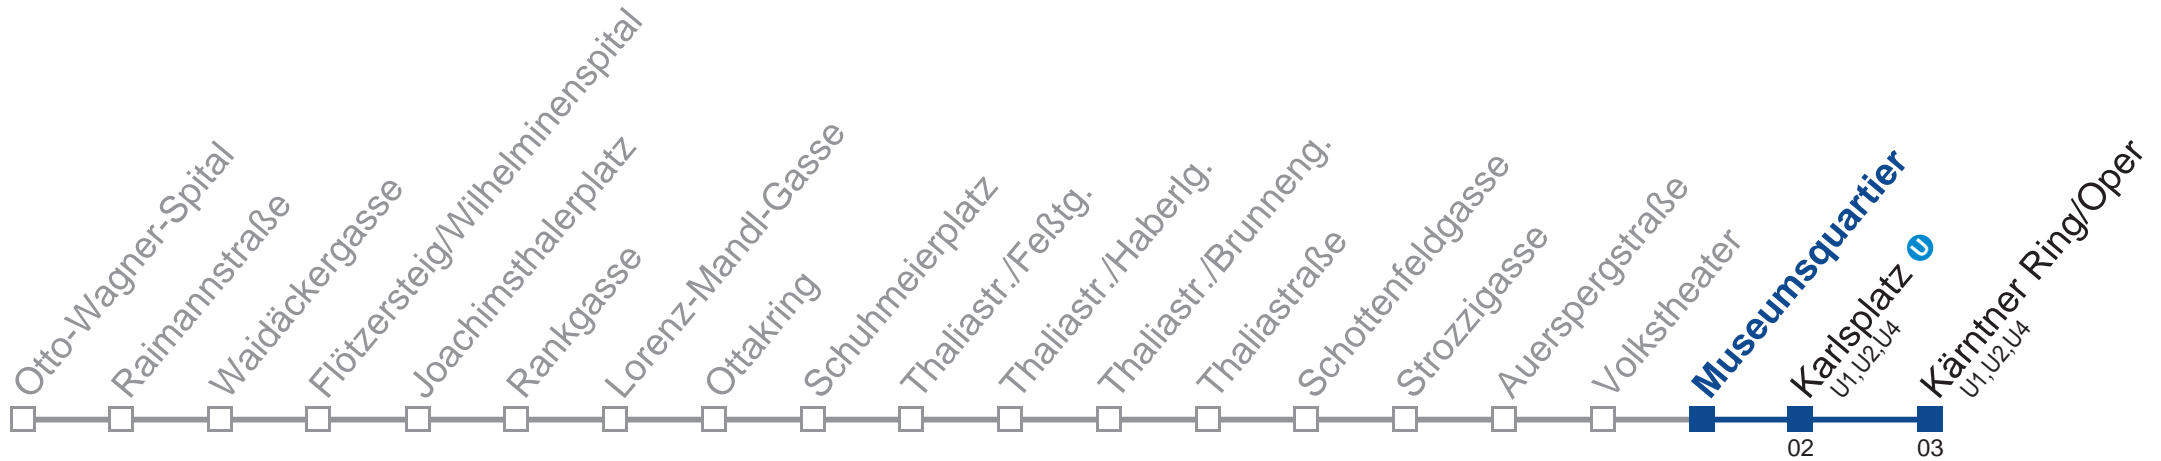 Otto-Wagner-Spital
Raimannstraße
Waidäckergasse
Flötzersteig/Wilhelminenspital
Joachimsthalerplatz
Rankgasse
Lorenz-Mandl-Gasse
Ottakring
Schuhmeierplatz
Thaliastr./Feßtg.
Thaliastr./Haberlg.
Thaliastr./Brunneng.
Thaliastraße
Schottenfeldgasse
Strozzigasse
Auerspergstraße
Volkstheater
Museumsquartier
Karlsplatz U
U1,U2,U4
02
Kärntner Ring/Oper
U1,U2,U4
03